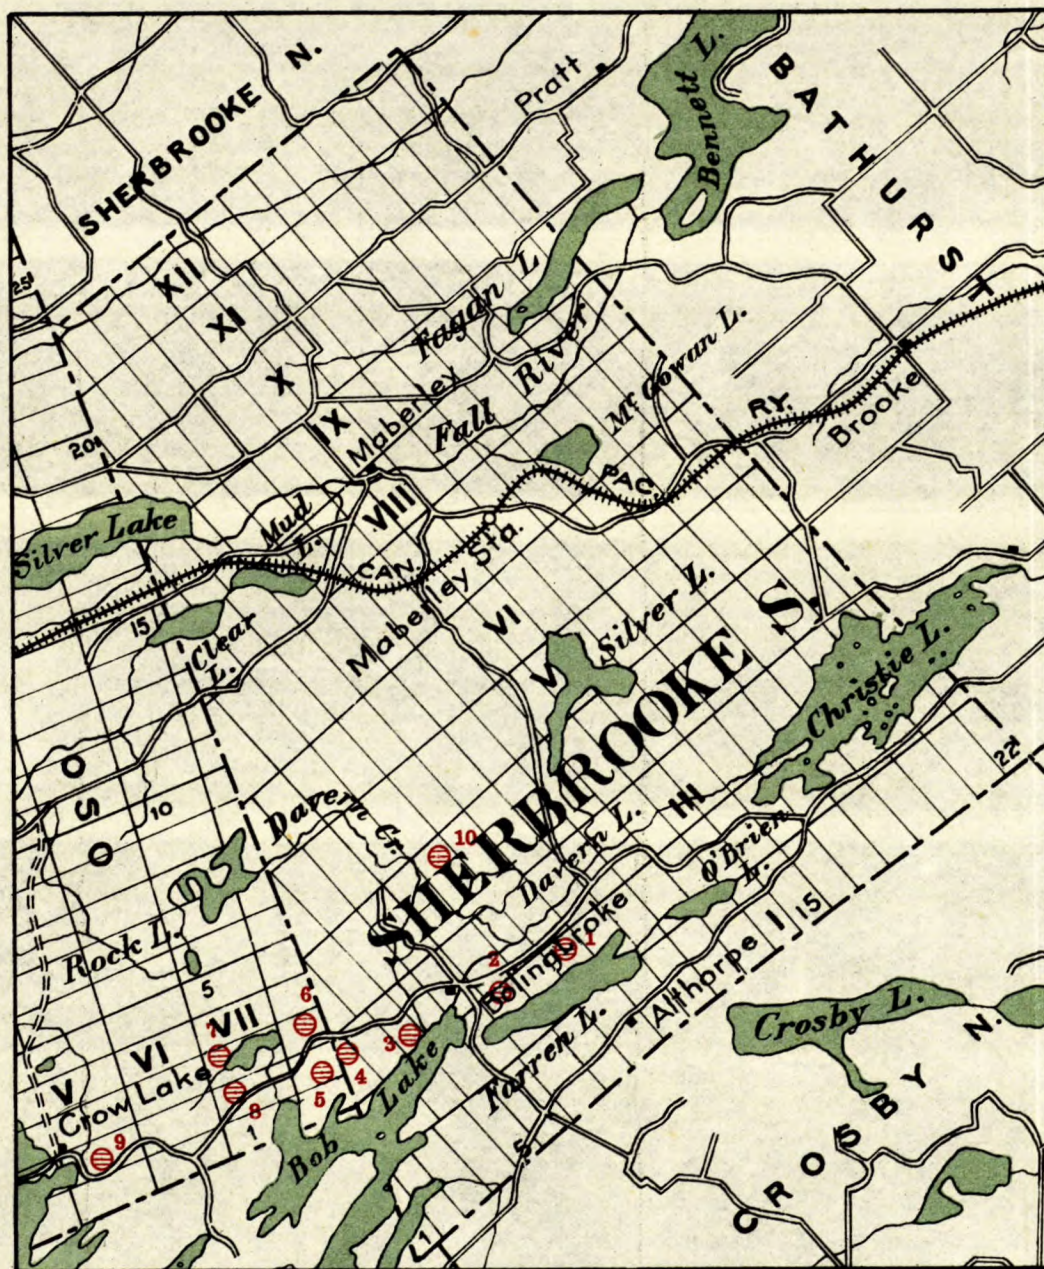 SHERBROOKE N.
Pratt
Bennett L.
BATHURST
25
XII
XI
X
IX
Fagan L.
Maberley
Fall River
McGowan L.
RY.
Brooke
20
Silver Lake
Mud L.
VIII
PAC.
CAN.
Maberley Sta.
15
Clear L.
VI
V
Silver L.
SHERBROOKE S.
Christie L.
22
OSO
10
Davern Cr.
10
Davern L.
III
O'Brien L.
Rock L.
5
2
1
Bolingbroke
I
15
Althorpe
Crosby L.
6
7
VII
3
4
5
Farren L.
VI
V
Crow Lake
8
1
Bob Lake
5
9
1
CROSBY N.